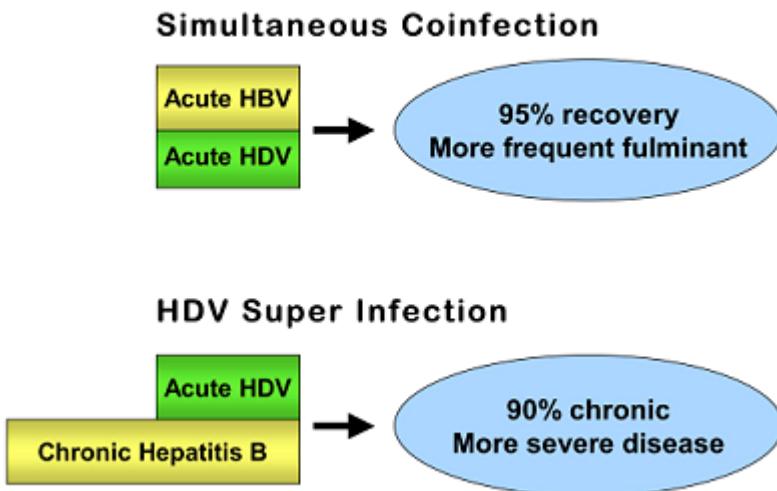 Simultaneous Coinfection
Acute HBV
Acute HDV
95% recovery
More frequent fulminant
HDV Super Infection
Acute HDV
Chronic Hepatitis B
90% chronic
More severe disease